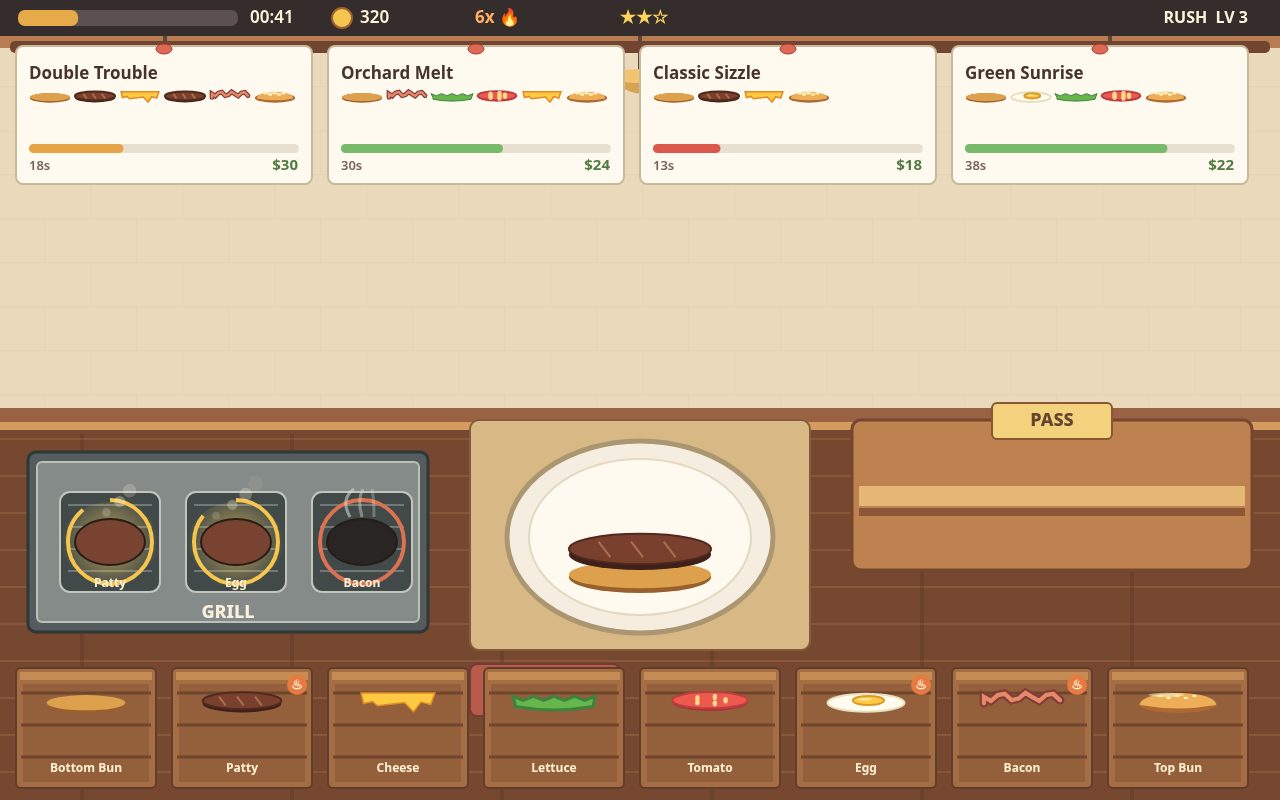 00:41 320 6x 🔥 ★★☆ RUSH LV 3
Double Trouble
18s $30
Orchard Melt
30s $24
Classic Sizzle
13s $18
Green Sunrise
38s $22
PASS
Patty
Egg
Bacon
GRILL
Bottom Bun
Patty
Cheese
Lettuce
Tomato
Egg
Bacon
Top Bun